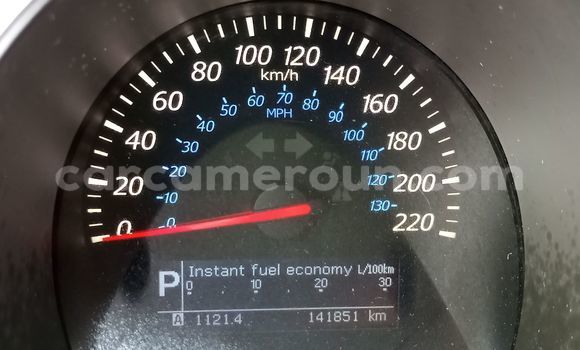 100 120
80 km/h 140
60 160
40 180
20 200
0 220
60 70 80
50 MPH 90
40 100
30 110
20 120
10 130
0
carcameroun.com
Instant fuel economy L/100km
P 0 10 20 30
A 1121.4 141851 km